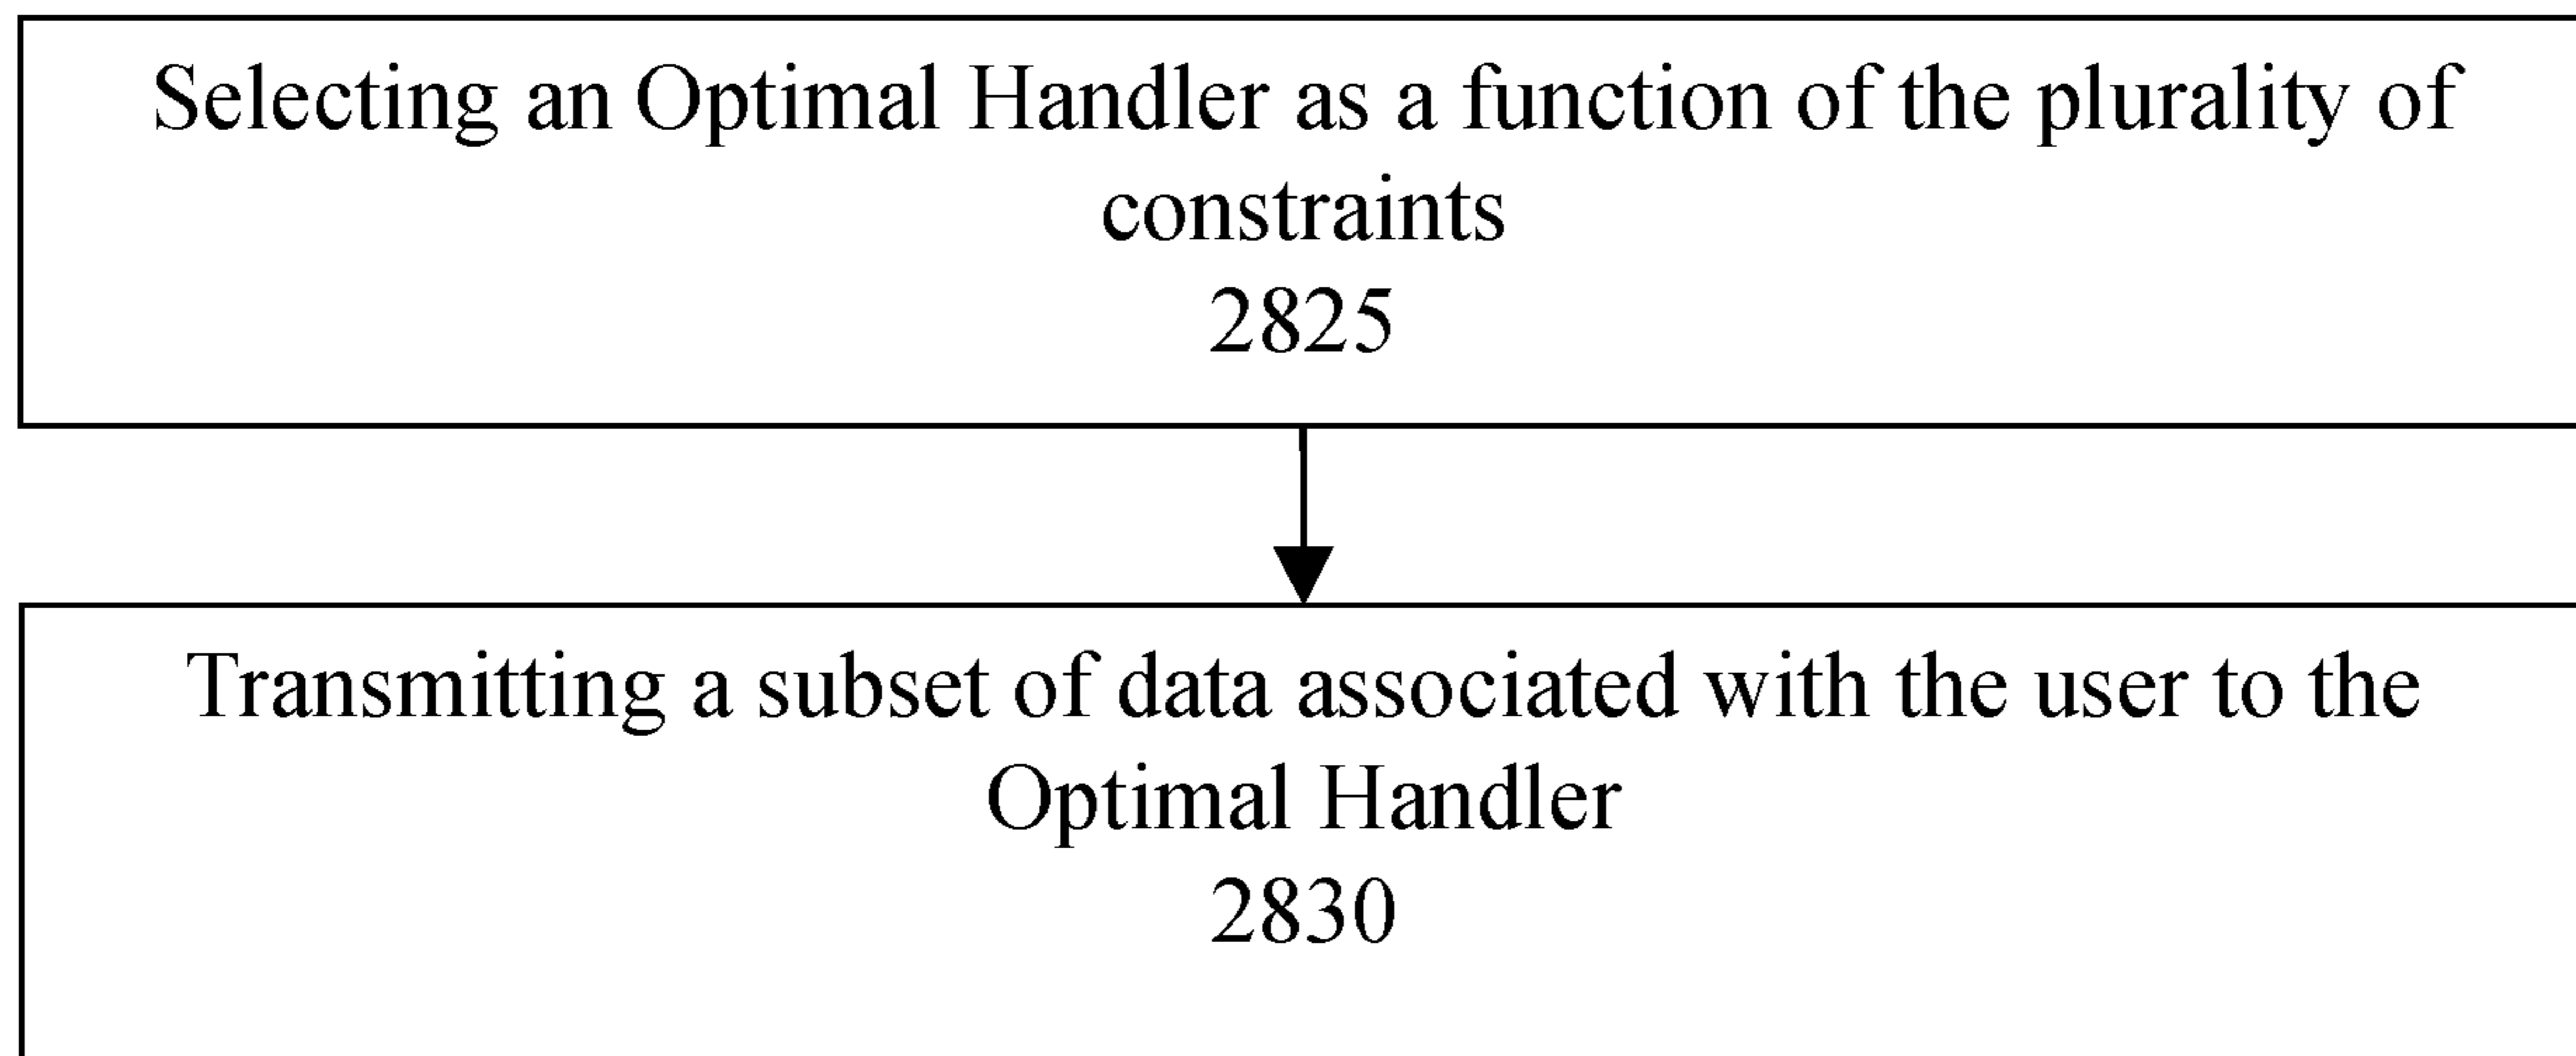 Selecting an Optimal Handler as a function of the plurality of
constraints
2825
Transmitting a subset of data associated with the user to the
Optimal Handler
2830